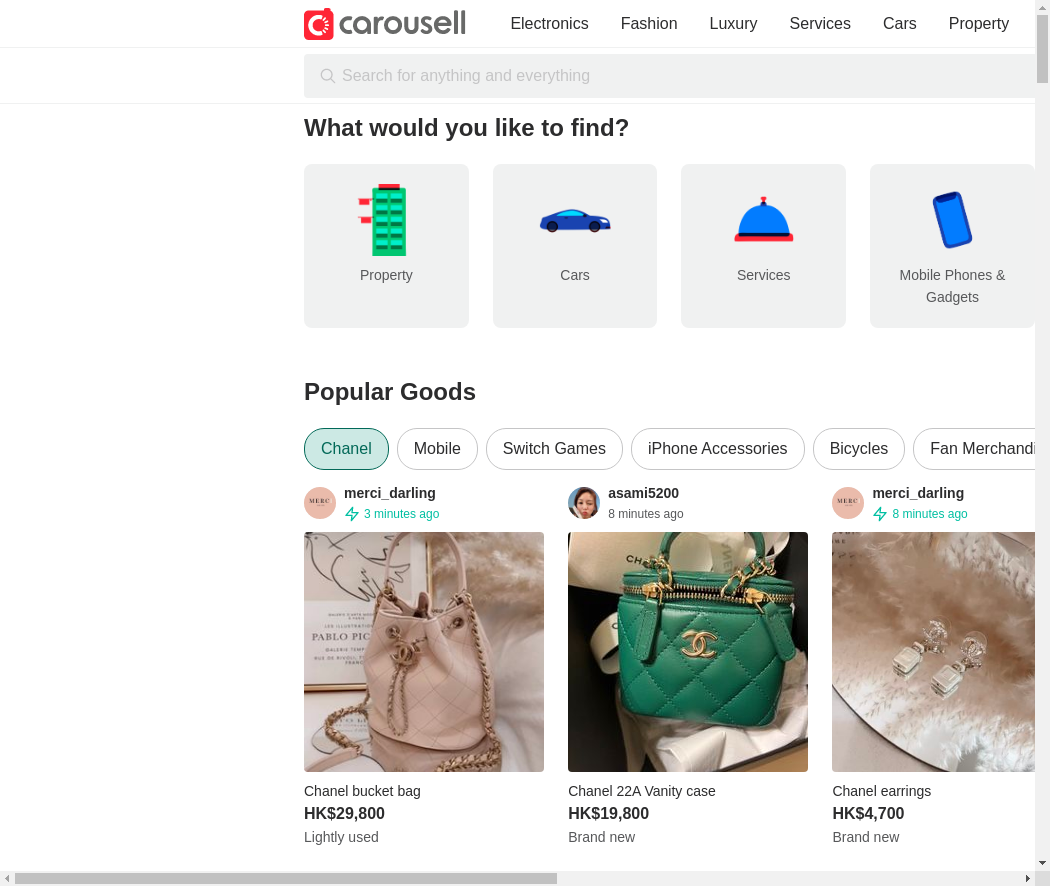 carousell
Electronics
Fashion
Luxury
Services
Cars
Property
Search for anything and everything
What would you like to find?
Property
Cars
Services
Mobile Phones &
Gadgets
Popular Goods
Chanel
Mobile
Switch Games
iPhone Accessories
Bicycles
Fan Merchandi
MERC
merci_darling
3 minutes ago
asami5200
8 minutes ago
MERC
merci_darling
8 minutes ago
PABLO PIC
Chanel bucket bag
HK$29,800
Lightly used
Chanel 22A Vanity case
HK$19,800
Brand new
Chanel earrings
HK$4,700
Brand new